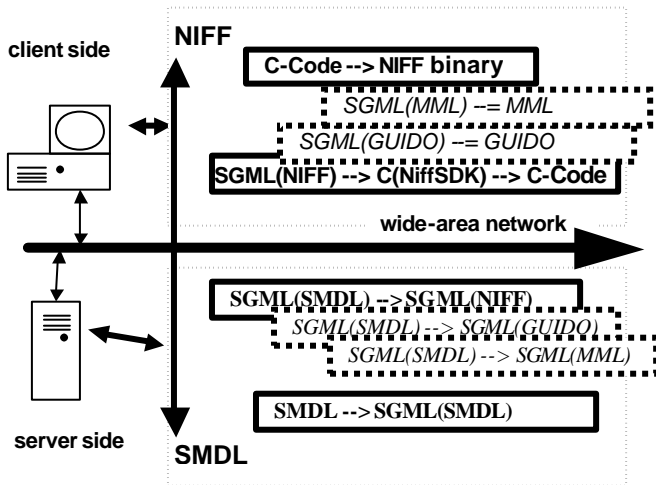 NIFF
client side
C-Code --> NIFF binary
SGML(MML) --= MML
SGML(GUIDO) --= GUIDO
SGML(NIFF) --> C(NiffSDK) --> C-Code
wide-area network
SGML(SMDL) --> SGML(NIFF)
SGML(SMDL) --> SGML(GUIDO)
SGML(SMDL) --> SGML(MML)
SMDL --> SGML(SMDL)
server side
SMDL